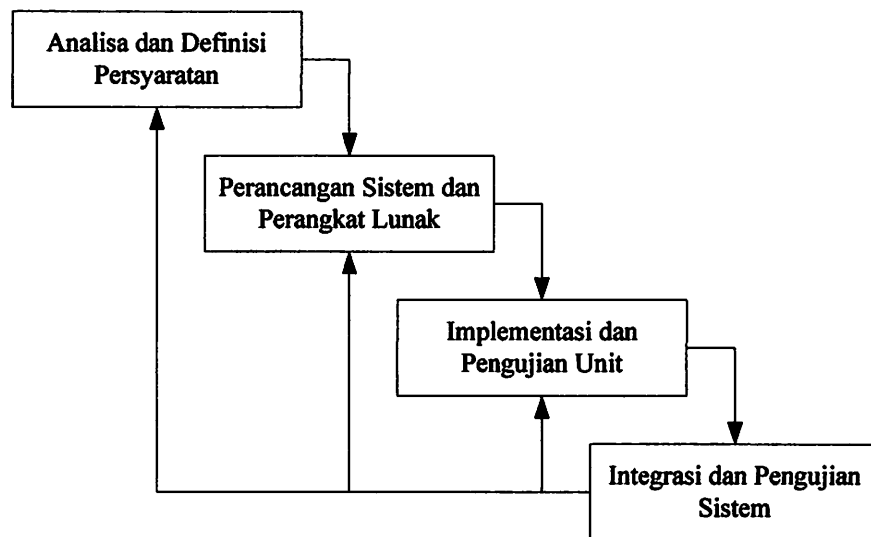 Analisa dan Definisi
Persyaratan
Perancangan Sistem dan
Perangkat Lunak
Implementasi dan
Pengujian Unit
Integrasi dan Pengujian
Sistem